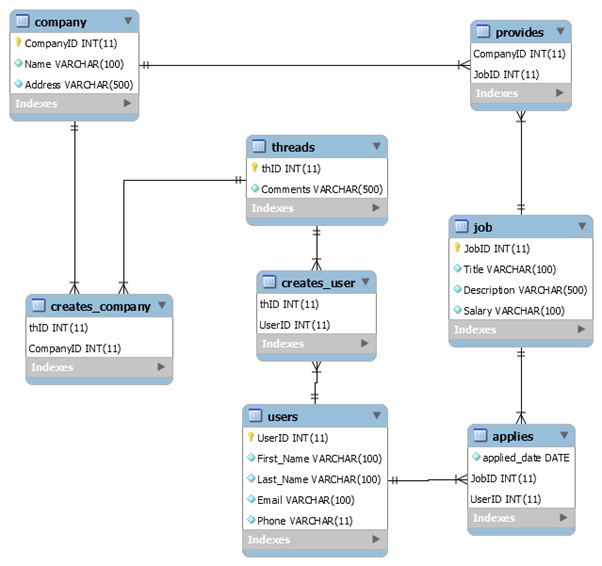 company
CompanyID INT(11)
Name VARCHAR(100)
Address VARCHAR(500)
Indexes
provides
CompanyID INT(11)
JobID INT(11)
Indexes
threads
thID INT(11)
Comments VARCHAR(500)
Indexes
job
JobID INT(11)
Title VARCHAR(100)
Description VARCHAR(500)
Salary VARCHAR(100)
Indexes
creates_company
thID INT(11)
CompanyID INT(11)
Indexes
creates_user
thID INT(11)
UserID INT(11)
Indexes
users
UserID INT(11)
First_Name VARCHAR(100)
Last_Name VARCHAR(100)
Email VARCHAR(100)
Phone VARCHAR(11)
Indexes
applies
applied_date DATE
JobID INT(11)
UserID INT(11)
Indexes